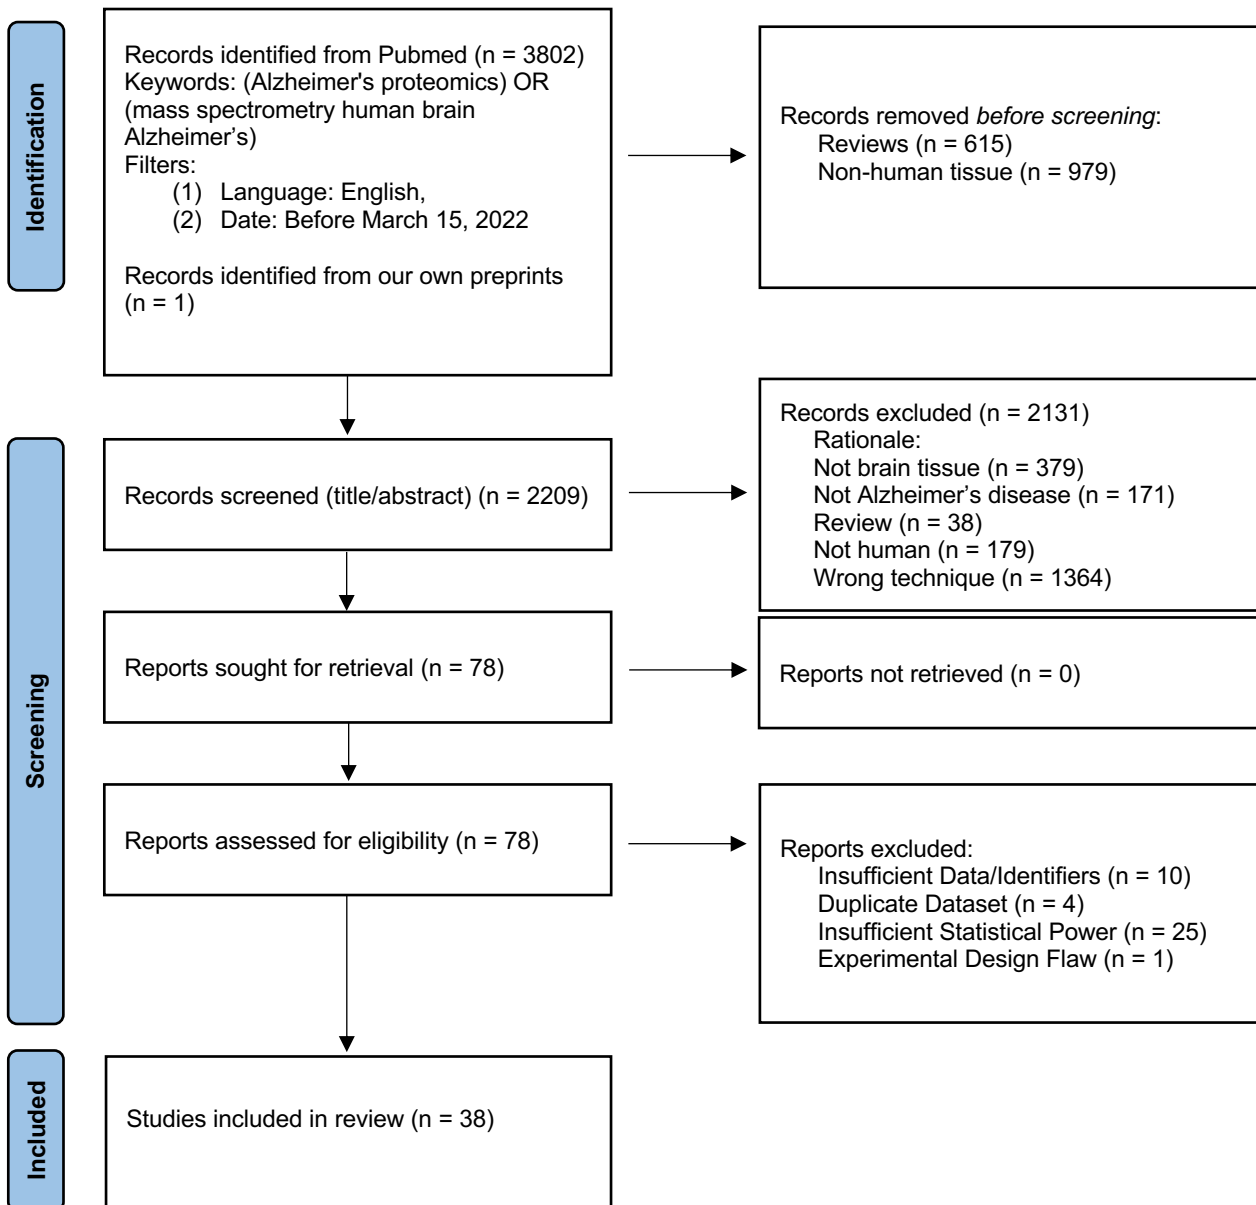 Identification
Records identified from Pubmed (n = 3802)
Keywords: (Alzheimer's proteomics) OR
(mass spectrometry human brain
Alzheimer’s)
Filters:
(1) Language: English,
(2) Date: Before March 15, 2022
Records identified from our own preprints
(n = 1)
Records removed before screening:
Reviews (n = 615)
Non-human tissue (n = 979)
Screening
Records screened (title/abstract) (n = 2209)
Records excluded (n = 2131)
Rationale:
Not brain tissue (n = 379)
Not Alzheimer’s disease (n = 171)
Review (n = 38)
Not human (n = 179)
Wrong technique (n = 1364)
Reports sought for retrieval (n = 78)
Reports not retrieved (n = 0)
Reports assessed for eligibility (n = 78)
Reports excluded:
Insufficient Data/Identifiers (n = 10)
Duplicate Dataset (n = 4)
Insufficient Statistical Power (n = 25)
Experimental Design Flaw (n = 1)
Included
Studies included in review (n = 38)